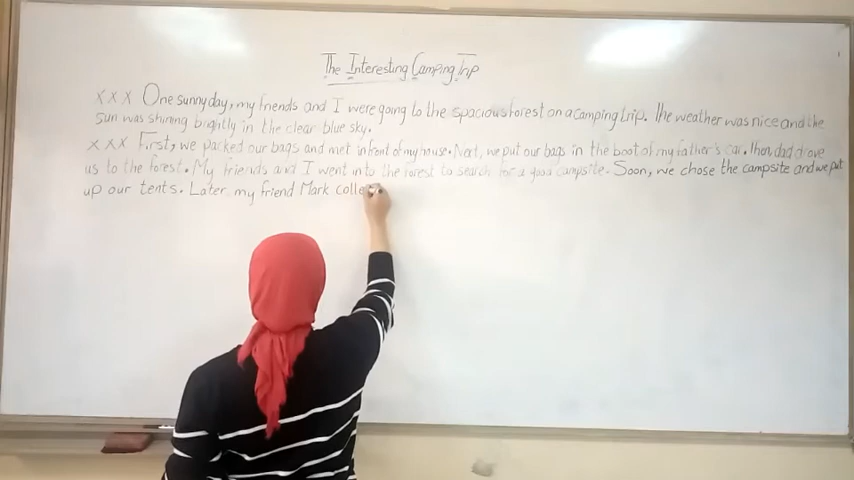 The Interesting Camping Trip
xxx One sunny day, my friends and I were going to the spacious forest on a camping trip. The weather was nice and the
sun was shining brightly in the clear blue sky.
xxx First, we packed our bags and met in front of my house. Next, we put our bags in the boot of my father's car. Then, dad drove
us to the forest. My friends and I went into the forest to search for a good campsite. Soon, we chose the campsite and we put
up our tents. Later, my friend Mark colle